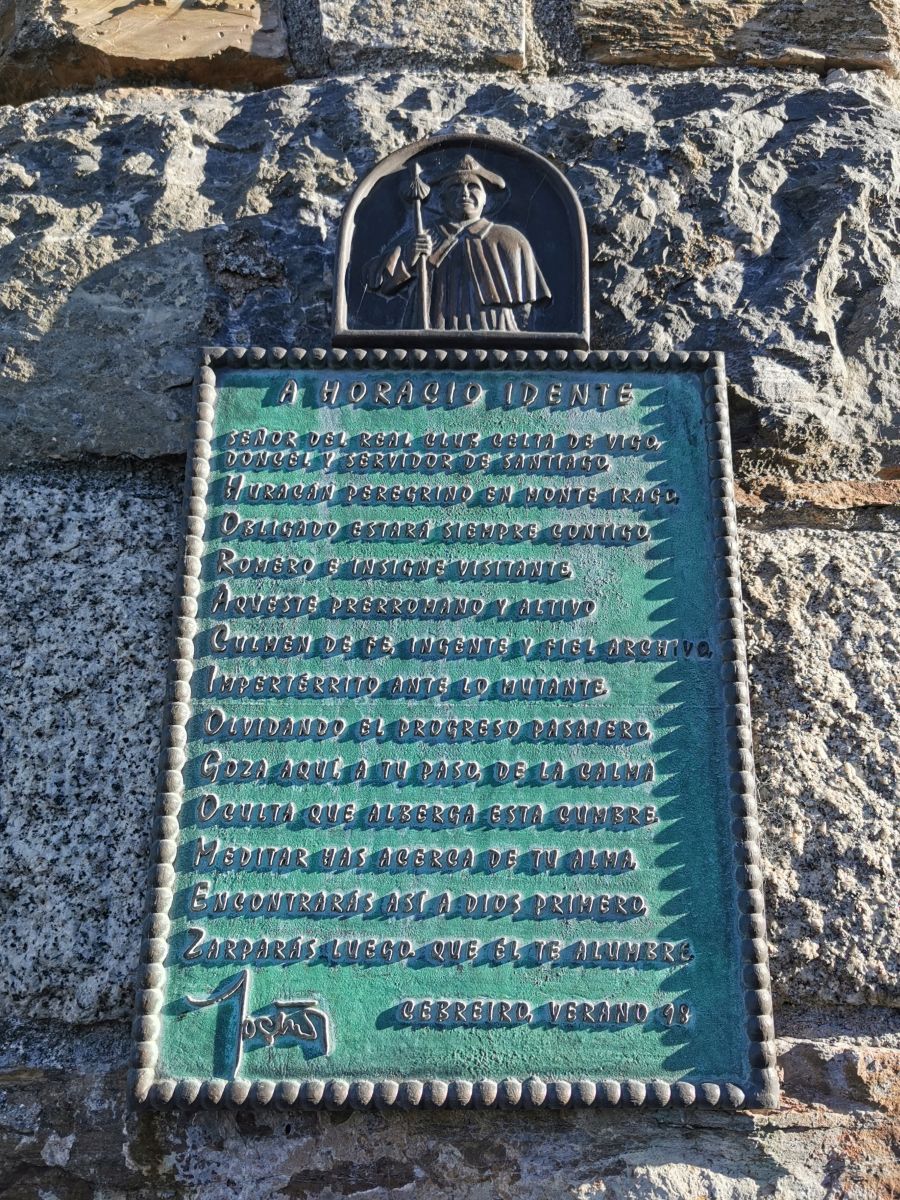 A HORACIO IDENTE
SEÑOR DEL REAL CLUB CELTA DE VIGO,
DONCEL Y SERVIDOR DE SANTIAGO,
HURACÁN PEREGRINO EN MONTE IRAGO,
OBLIGADO ESTARÁ SIEMPRE CONTIGO.
ROMERO E INSIGNE VISITANTE,
AQUESTE PRERROMANO Y ALTIVO
CULMEN DE FE, INGENTE Y FIEL ARCHIVO,
IMPERTÉRRITO ANTE LO MUTANTE.
OLVIDANDO EL PROGRESO PASAJERO,
GOZA AQUÍ, A TU PASO, DE LA CALMA
OCULTA QUE ALBERGA ESTA CUMBRE.
MEDITAR HAS ACERCA DE TU ALMA,
ENCONTRARÁS ASÍ A DIOS PRIMERO,
ZARPARÁS LUEGO. QUE ÉL TE ALUMBRE.
CEBREIRO, VERANO 98